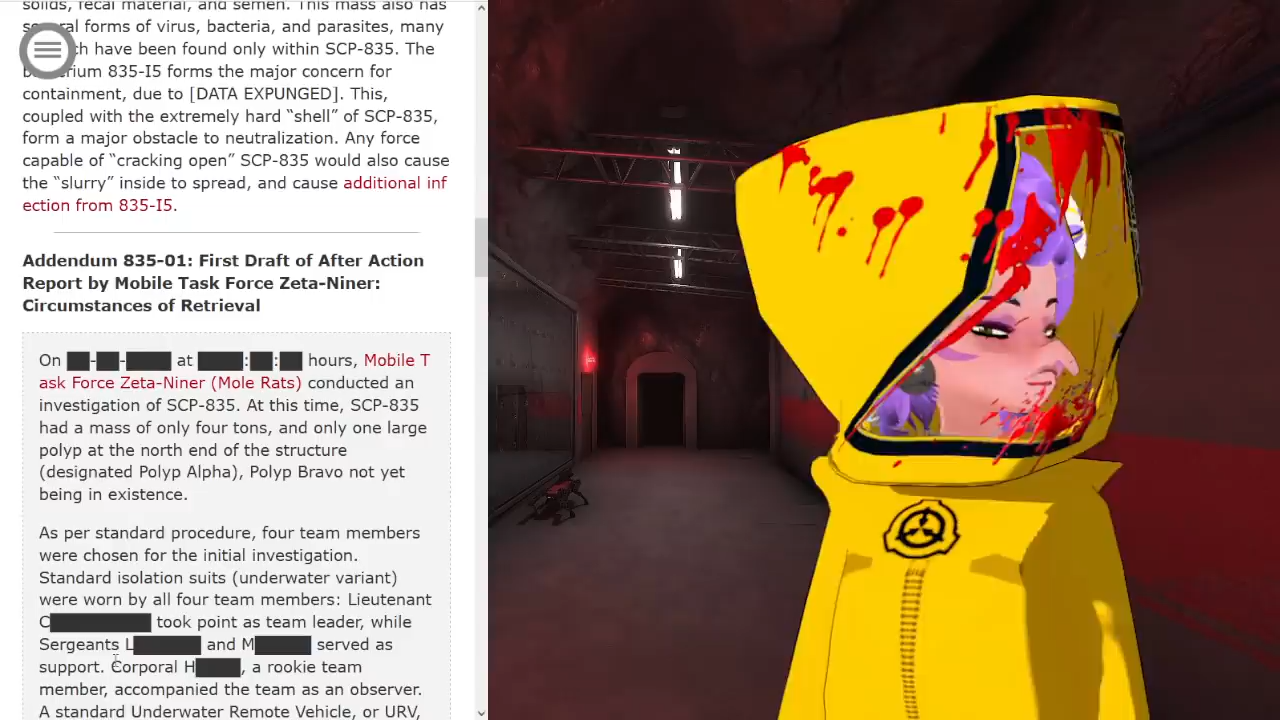 solids, fecal material, and semen. This mass also has
several forms of virus, bacteria, and parasites, many
which have been found only within SCP-835. The
bacterium 835-I5 forms the major concern for
containment, due to [DATA EXPUNGED]. This,
coupled with the extremely hard “shell” of SCP-835,
form a major obstacle to neutralization. Any force
capable of “cracking open” SCP-835 would also cause
the “slurry” inside to spread, and cause additional inf
ection from 835-I5.
Addendum 835-01: First Draft of After Action
Report by Mobile Task Force Zeta-Niner:
Circumstances of Retrieval
On ██-██-████ at ████:██:██ hours, Mobile T
ask Force Zeta-Niner (Mole Rats) conducted an
investigation of SCP-835. At this time, SCP-835
had a mass of only four tons, and only one large
polyp at the north end of the structure
(designated Polyp Alpha), Polyp Bravo not yet
being in existence.
As per standard procedure, four team members
were chosen for the initial investigation.
Standard isolation suits (underwater variant)
were worn by all four team members: Lieutenant
C█████████ took point as team leader, while
Sergeants L██████ and M█████ served as
support. Corporal H████, a rookie team
member, accompanied the team as an observer.
A standard Underwater Remote Vehicle, or URV,